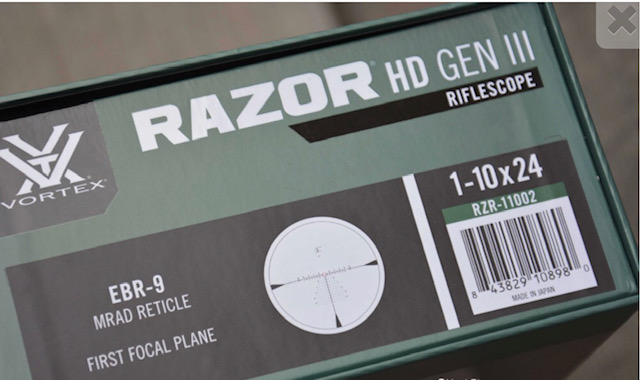 RAZOR HD GEN III
RIFLESCOPE
VORTEX
1-10x24
RZR-11002
8 43829 10898 0
MADE IN JAPAN
EBR-9
MRAD RETICLE
FIRST FOCAL PLANE